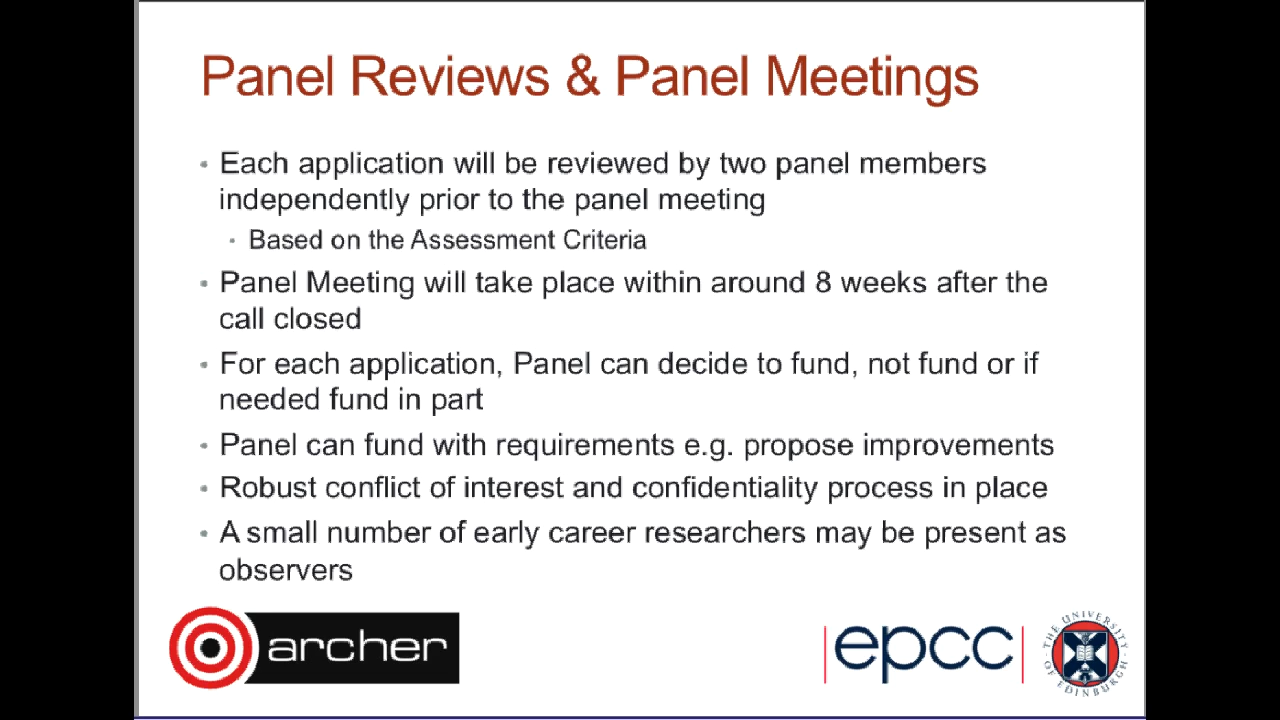 Panel Reviews & Panel Meetings
• Each application will be reviewed by two panel members
independently prior to the panel meeting
• Based on the Assessment Criteria
• Panel Meeting will take place within around 8 weeks after the
call closed
• For each application, Panel can decide to fund, not fund or if
needed fund in part
• Panel can fund with requirements e.g. propose improvements
• Robust conflict of interest and confidentiality process in place
• A small number of early career researchers may be present as
observers
archer
|epcc|
THE UNIVERSITY
OF EDINBURGH